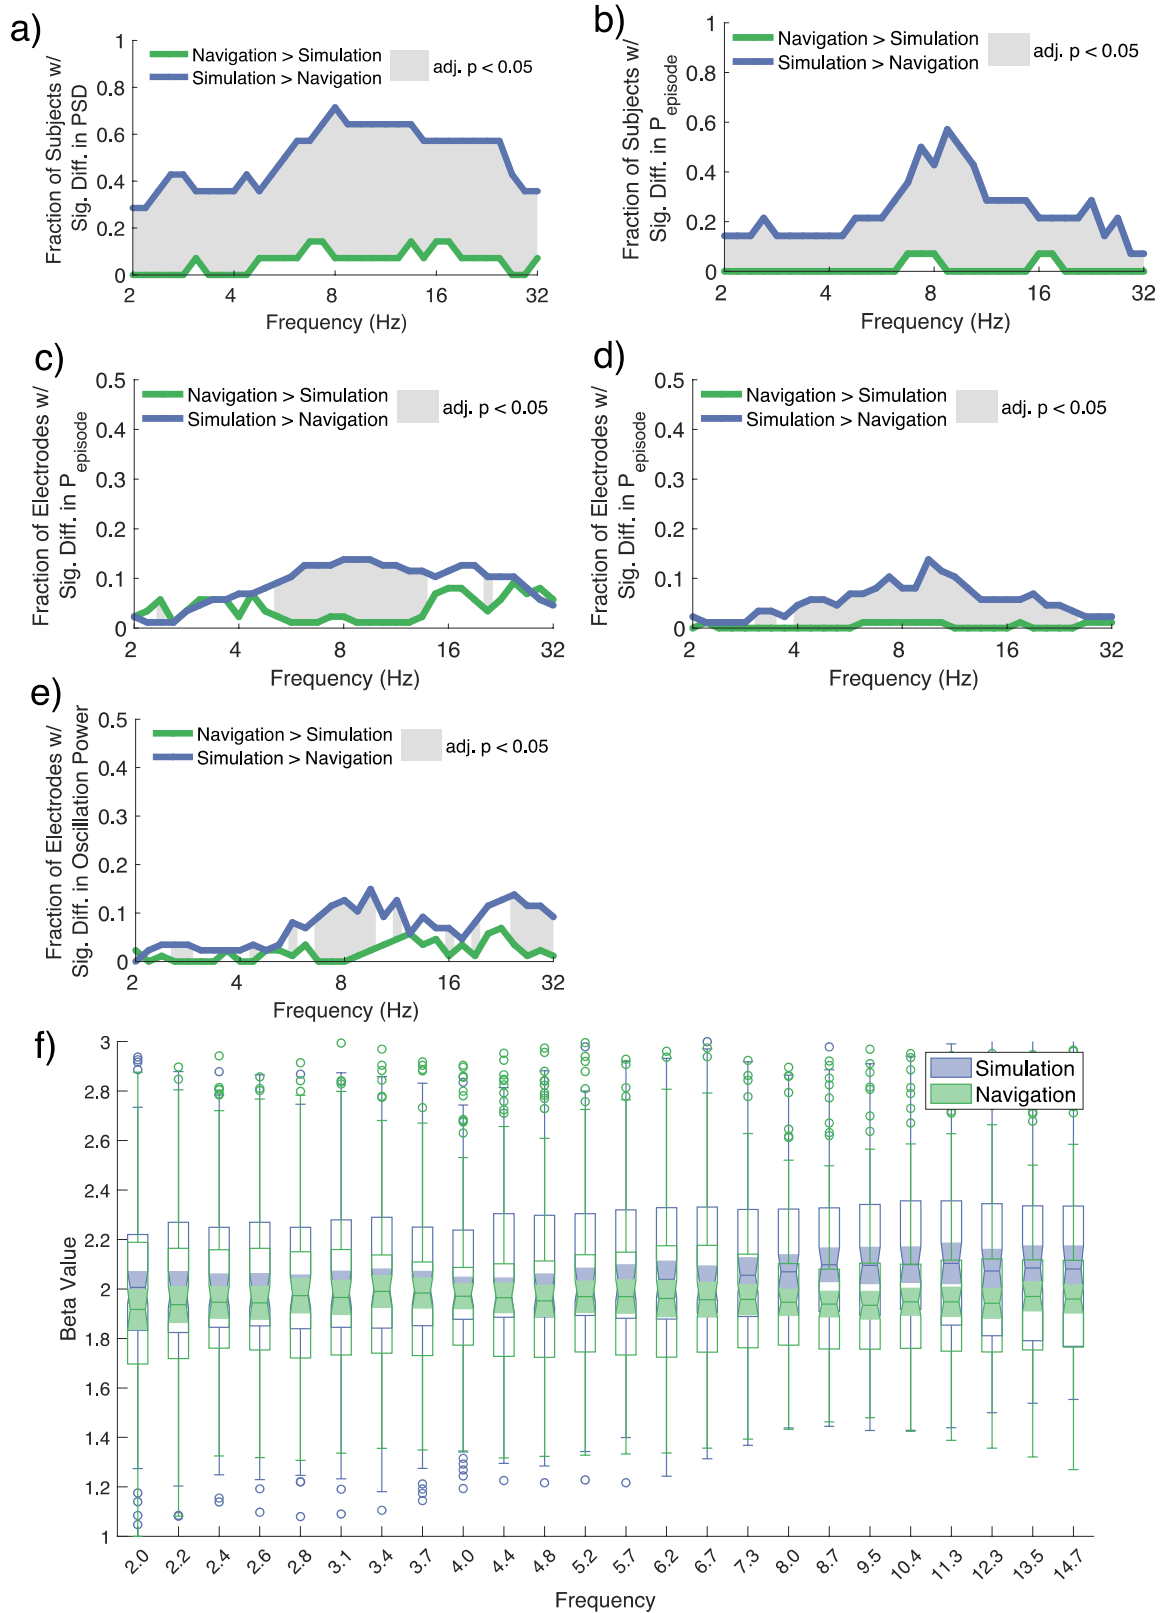 a)
Fraction of Subjects w/
Sig. Diff. in PSD
1
0.8
0.6
0.4
0.2
0
Navigation > Simulation
Simulation > Navigation
adj. p < 0.05
2
4
8
16
32
Frequency (Hz)
b)
Fraction of Subjects w/
Sig. Diff. in Pepisode
1
0.8
0.6
0.4
0.2
0
Navigation > Simulation
Simulation > Navigation
adj. p < 0.05
2
4
8
16
32
Frequency (Hz)
c)
Fraction of Electrodes w/
Sig. Diff. in Pepisode
0.5
0.4
0.3
0.2
0.1
0
Navigation > Simulation
Simulation > Navigation
adj. p < 0.05
2
4
8
16
32
Frequency (Hz)
d)
Fraction of Electrodes w/
Sig. Diff. in Pepisode
0.5
0.4
0.3
0.2
0.1
0
Navigation > Simulation
Simulation > Navigation
adj. p < 0.05
2
4
8
16
32
Frequency (Hz)
e)
Fraction of Electrodes w/
Sig. Diff. in Oscillation Power
0.5
0.4
0.3
0.2
0.1
0
Navigation > Simulation
Simulation > Navigation
adj. p < 0.05
2
4
8
16
32
Frequency (Hz)
f)
Beta Value
3
2.8
2.6
2.4
2.2
2
1.8
1.6
1.4
1.2
1
Simulation
Navigation
2.0
2.2
2.4
2.6
2.8
3.1
3.4
3.7
4.0
4.4
4.8
5.2
5.7
6.2
6.7
7.3
8.0
8.7
9.5
10.4
11.3
12.3
13.5
14.7
Frequency